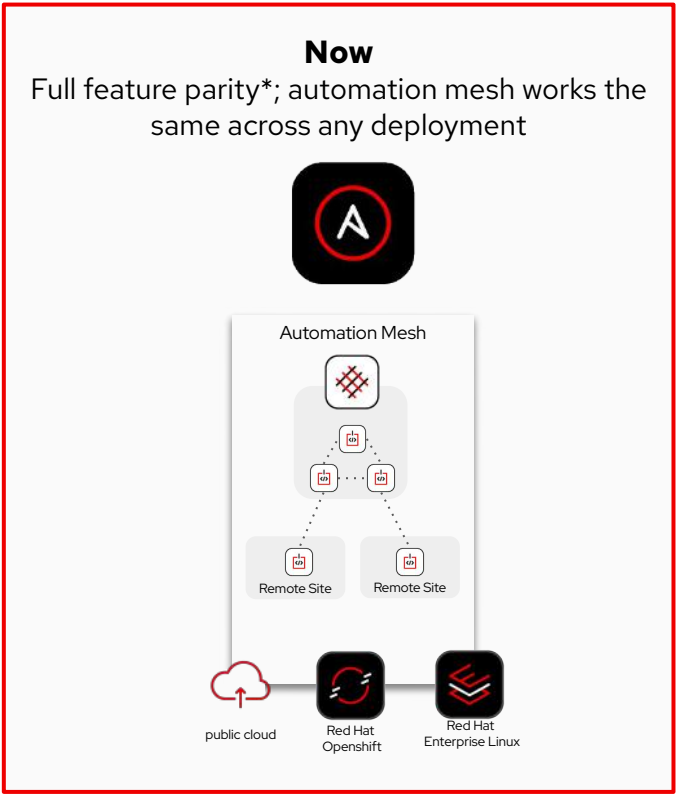 Now
Full feature parity*; automation mesh works the
same across any deployment
Automation Mesh
Remote Site
Remote Site
public cloud
Red Hat
Openshift
Red Hat
Enterprise Linux